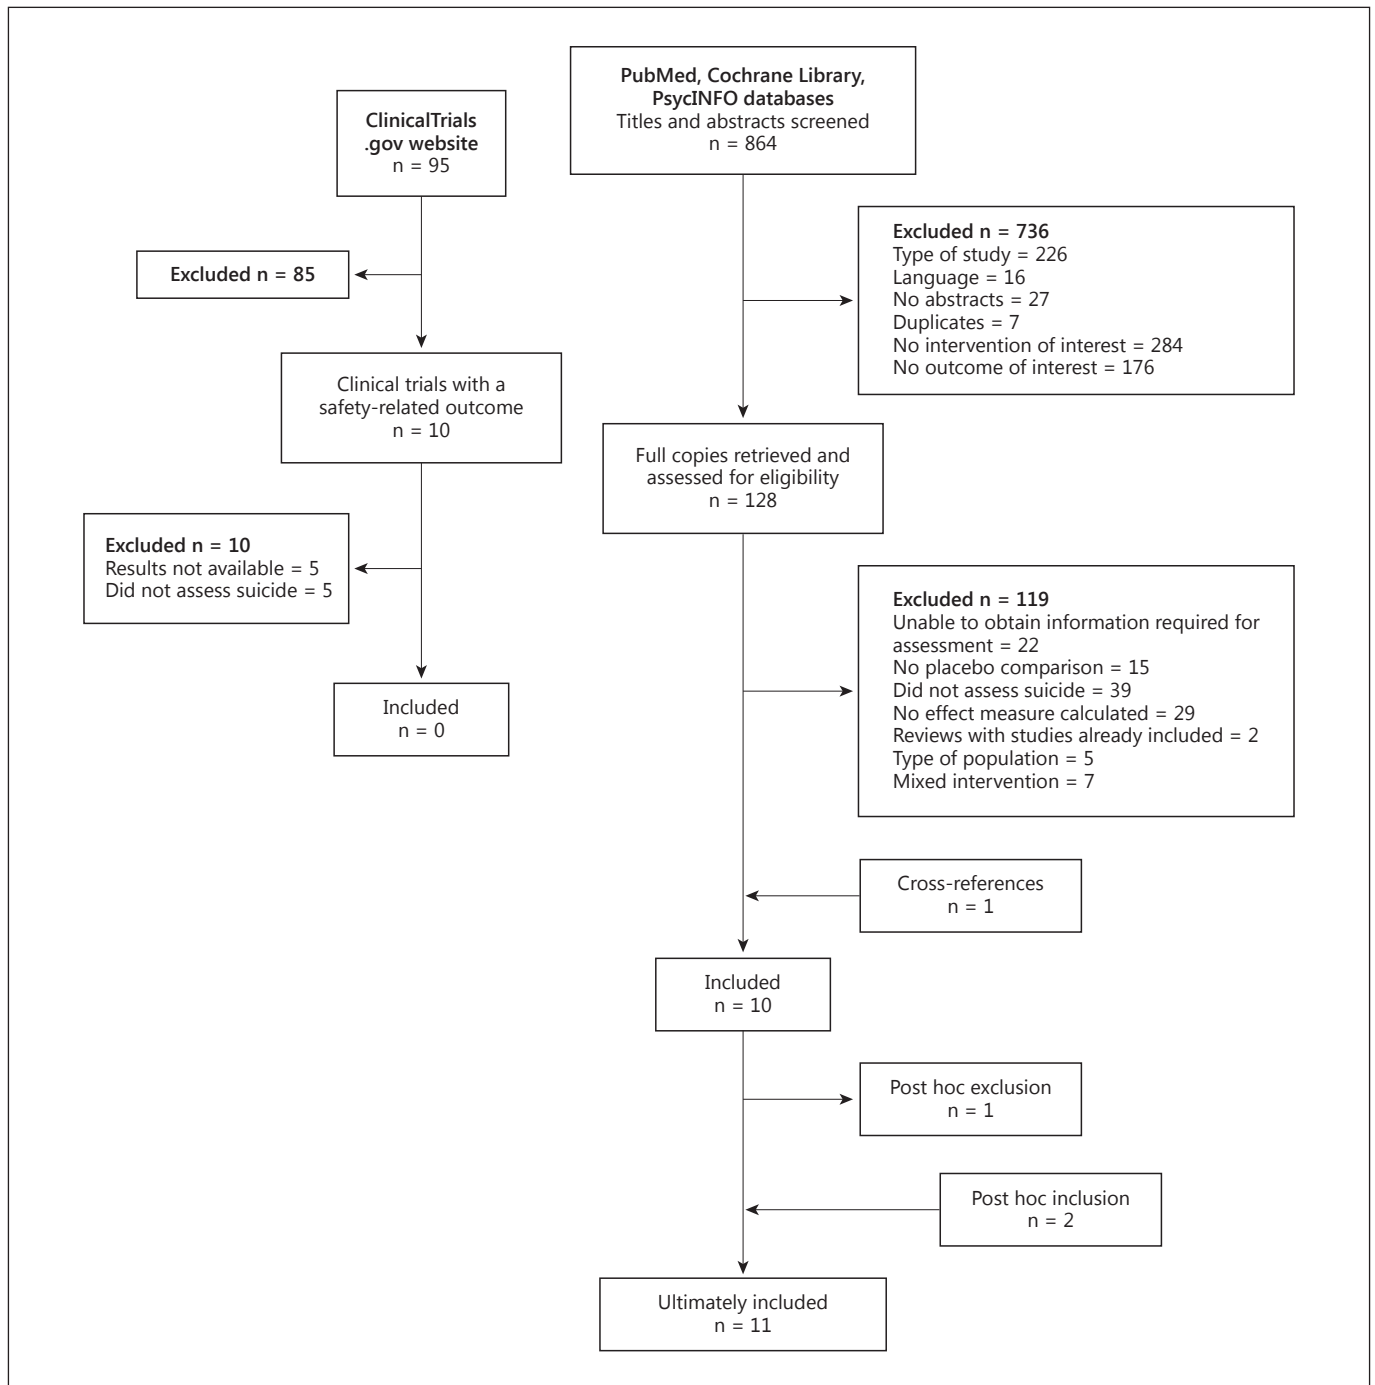 ClinicalTrials
.gov website
n = 95
Excluded n = 85
Clinical trials with a
safety-related outcome
n = 10
Excluded n = 10
Results not available = 5
Did not assess suicide = 5
Included
n = 0
PubMed, Cochrane Library,
PsycINFO databases
Titles and abstracts screened
n = 864
Excluded n = 736
Type of study = 226
Language = 16
No abstracts = 27
Duplicates = 7
No intervention of interest = 284
No outcome of interest = 176
Full copies retrieved and
assessed for eligibility
n = 128
Excluded n = 119
Unable to obtain information required for
assessment = 22
No placebo comparison = 15
Did not assess suicide = 39
No effect measure calculated = 29
Reviews with studies already included = 2
Type of population = 5
Mixed intervention = 7
Cross-references
n = 1
Included
n = 10
Post hoc exclusion
n = 1
Post hoc inclusion
n = 2
Ultimately included
n = 11